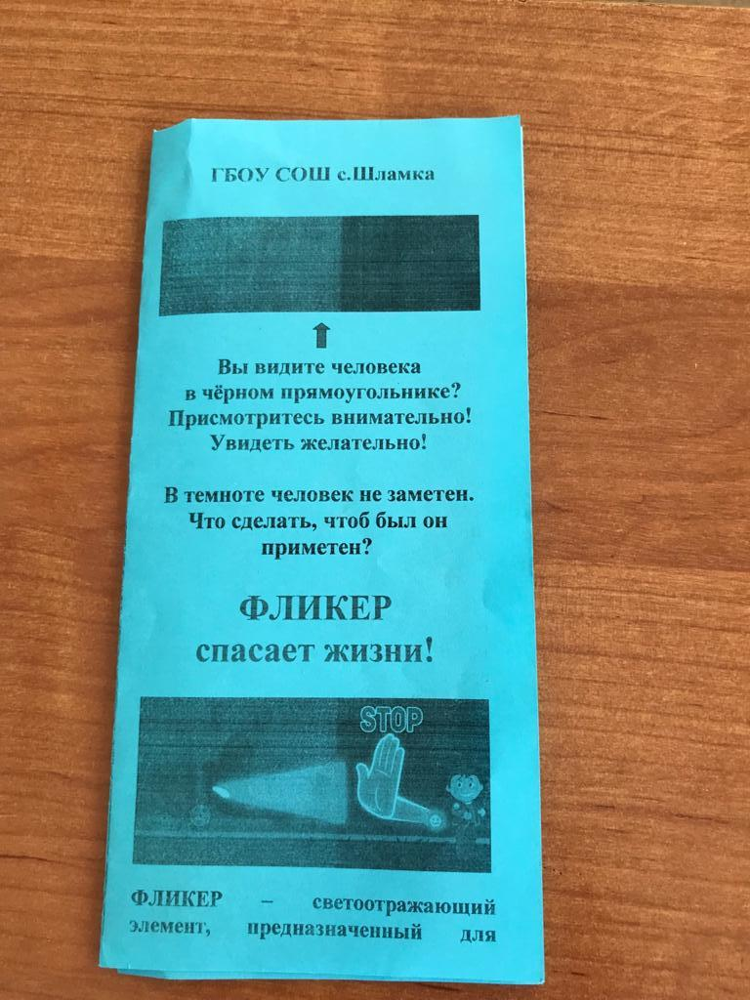 ГБОУ СОШ с.Шламка
Вы видите человека
в чёрном прямоугольнике?
Присмотритесь внимательно!
Увидеть желательно!
В темноте человек не заметен.
Что сделать, чтоб был он
приметен?
ФЛИКЕР
спасает жизни!
STOP
ФЛИКЕР – светоотражающий
элемент, предназначенный для